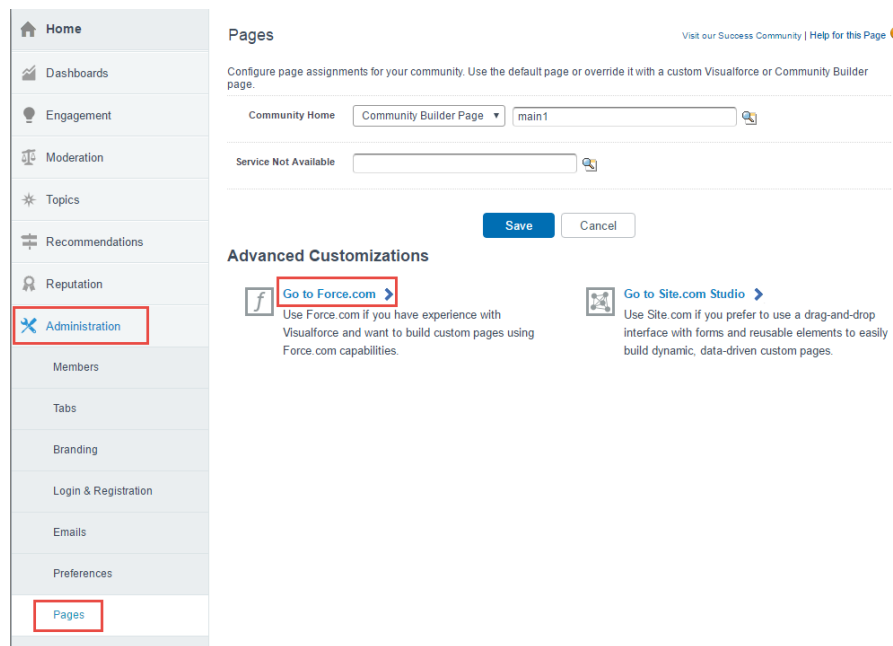 Home
Dashboards
Engagement
Moderation
Topics
Recommendations
Reputation
Administration
Members
Tabs
Branding
Login & Registration
Emails
Preferences
Pages
Pages
Visit our Success Community | Help for this Page
Configure page assignments for your community. Use the default page or override it with a custom Visualforce or Community Builder
page.
Community Home Community Builder Page main1
Service Not Available
Save Cancel
Advanced Customizations
Go to Force.com
Use Force.com if you have experience with
Visualforce and want to build custom pages using
Force.com capabilities.
Go to Site.com Studio
Use Site.com if you prefer to use a drag-and-drop
interface with forms and reusable elements to easily
build dynamic, data-driven custom pages.